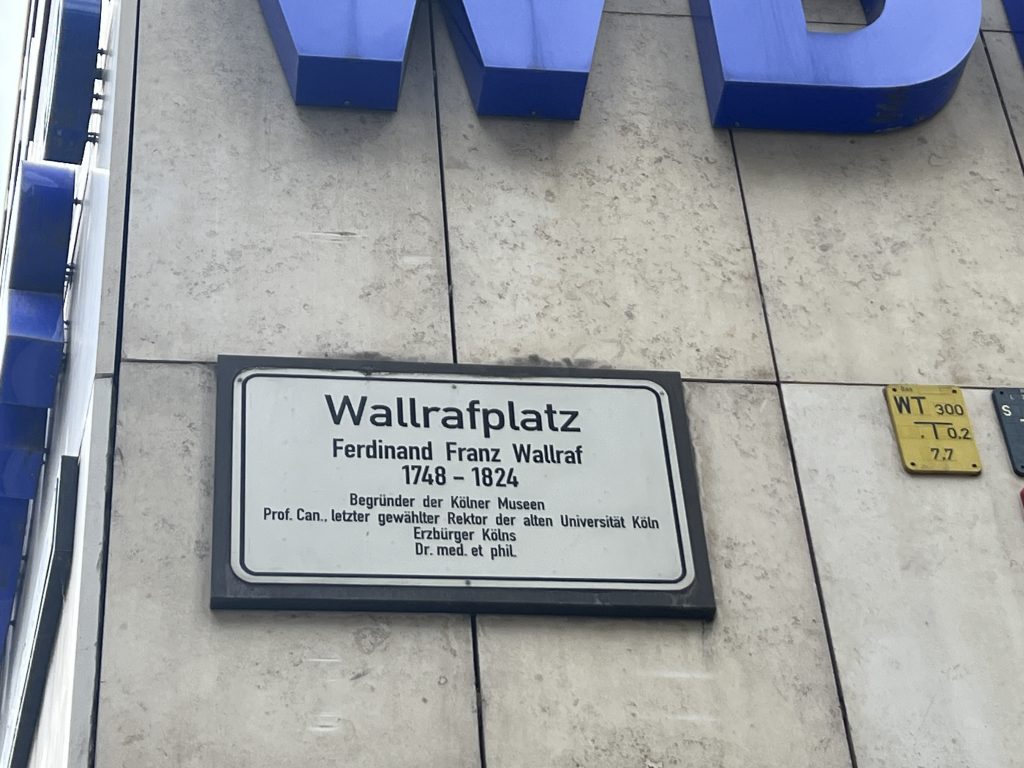 WD
Wallrafplatz
Ferdinand Franz Wallraf
1748 – 1824
Begründer der Kölner Museen
Prof. Can., letzter gewählter Rektor der alten Universität Köln
Erzbürger Kölns
Dr. med. et phil.
WT 300
T 0.2
7.7
S